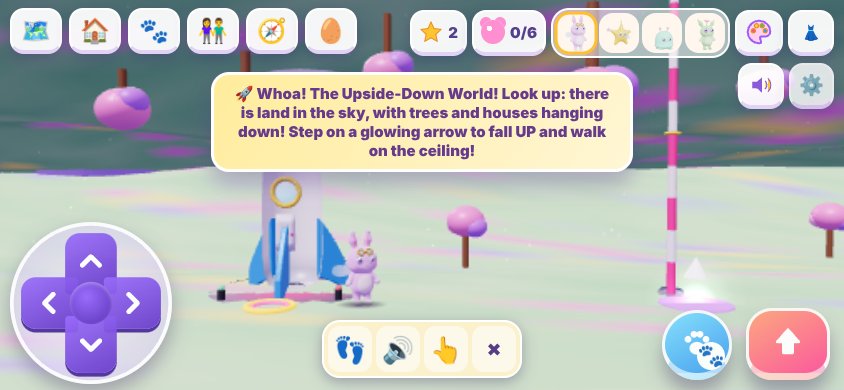 2
0/6
🚀 Whoa! The Upside-Down World! Look up: there
is land in the sky, with trees and houses hanging
down! Step on a glowing arrow to fall UP and walk
on the ceiling!